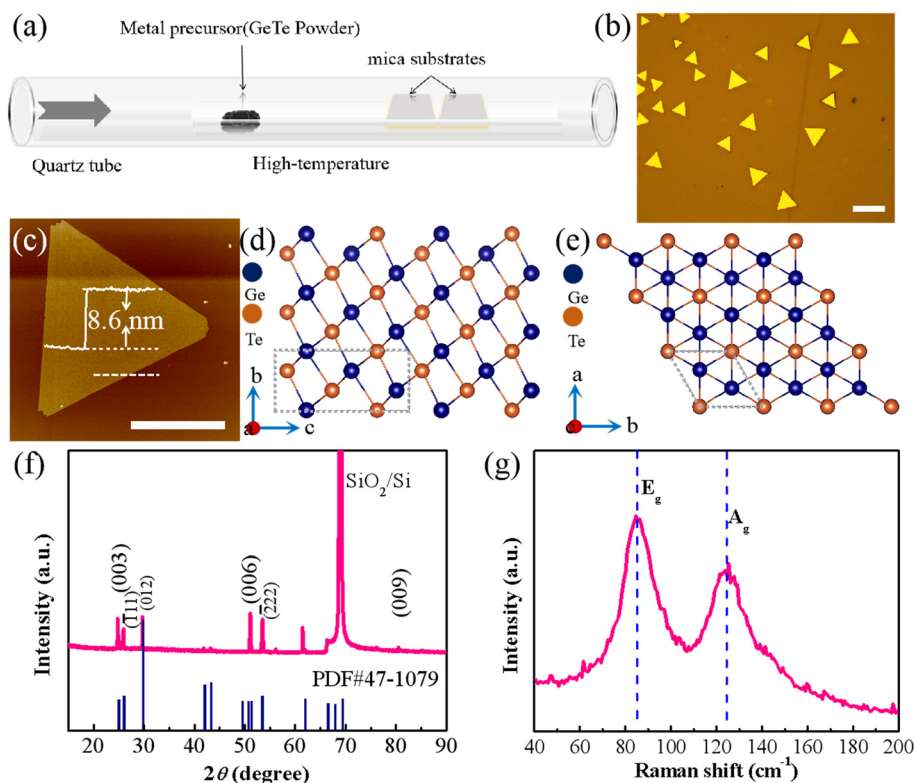 (a)
Metal precursor(GeTe Powder)
mica substrates
Quartz tube
High-temperature
(b)
(c)
8.6 nm
(d)
Ge
Te
b
a
c
(e)
Ge
Te
a
c
b
(f)
Intensity (a.u.)
(003)
(1̅11)
(012)
(006)
(2̅22)
SiO₂/Si
(009)
PDF#47-1079
20 30 40 50 60 70 80 90
2θ (degree)
(g)
Intensity (a.u.)
E_g
A_g
40 60 80 100 120 140 160 180 200
Raman shift (cm⁻¹)